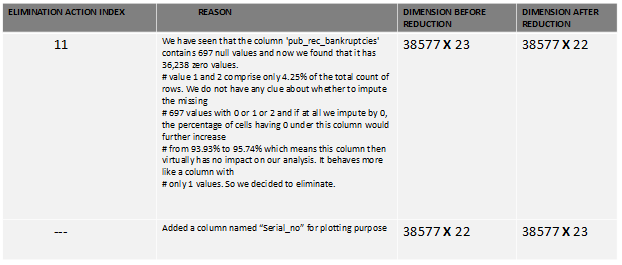 ELIMINATION ACTION INDEX
REASON
DIMENSION BEFORE
REDUCTION
DIMENSION AFTER
REDUCTION
11
We have seen that the column 'pub_rec_bankruptcies'
contains 697 null values and now we found that it has
36,238 zero values.
# value 1 and 2 comprise only 4.25% of the total count of
rows. We do not have any clue about whether to impute
the missing
# 697 values with 0 or 1 or 2 and if at all we impute by 0,
the percentage of cells having 0 under this column would
further increase
# from 93.93% to 95.74% which means this column then
virtually has no impact on our analysis. It behaves more
like a column with
# only 1 values. So we decided to eliminate.
38577 X 23
38577 X 22
---
Added a column named “Serial_no” for plotting purpose
38577 X 22
38577 X 23